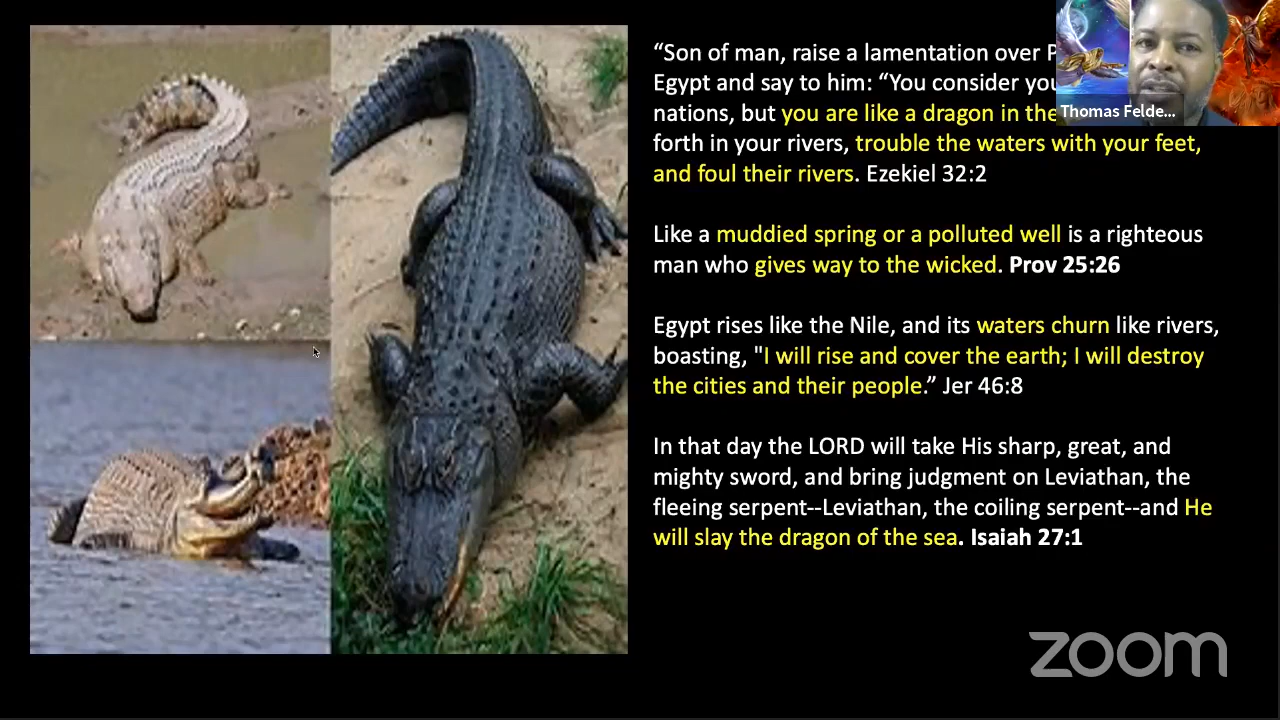 “Son of man, raise a lamentation over
Egypt and say to him: “You consider
nations, but you are like a dragon in the
forth in your rivers, trouble the waters with your feet,
and foul their rivers. Ezekiel 32:2
Like a muddied spring or a polluted well is a righteous
man who gives way to the wicked. Prov 25:26
Egypt rises like the Nile, and its waters churn like rivers,
boasting, "I will rise and cover the earth; I will destroy
the cities and their people.” Jer 46:8
In that day the LORD will take His sharp, great, and
mighty sword, and bring judgment on Leviathan, the
fleeing serpent--Leviathan, the coiling serpent--and He
will slay the dragon of the sea. Isaiah 27:1
Thomas Felde...
zoom